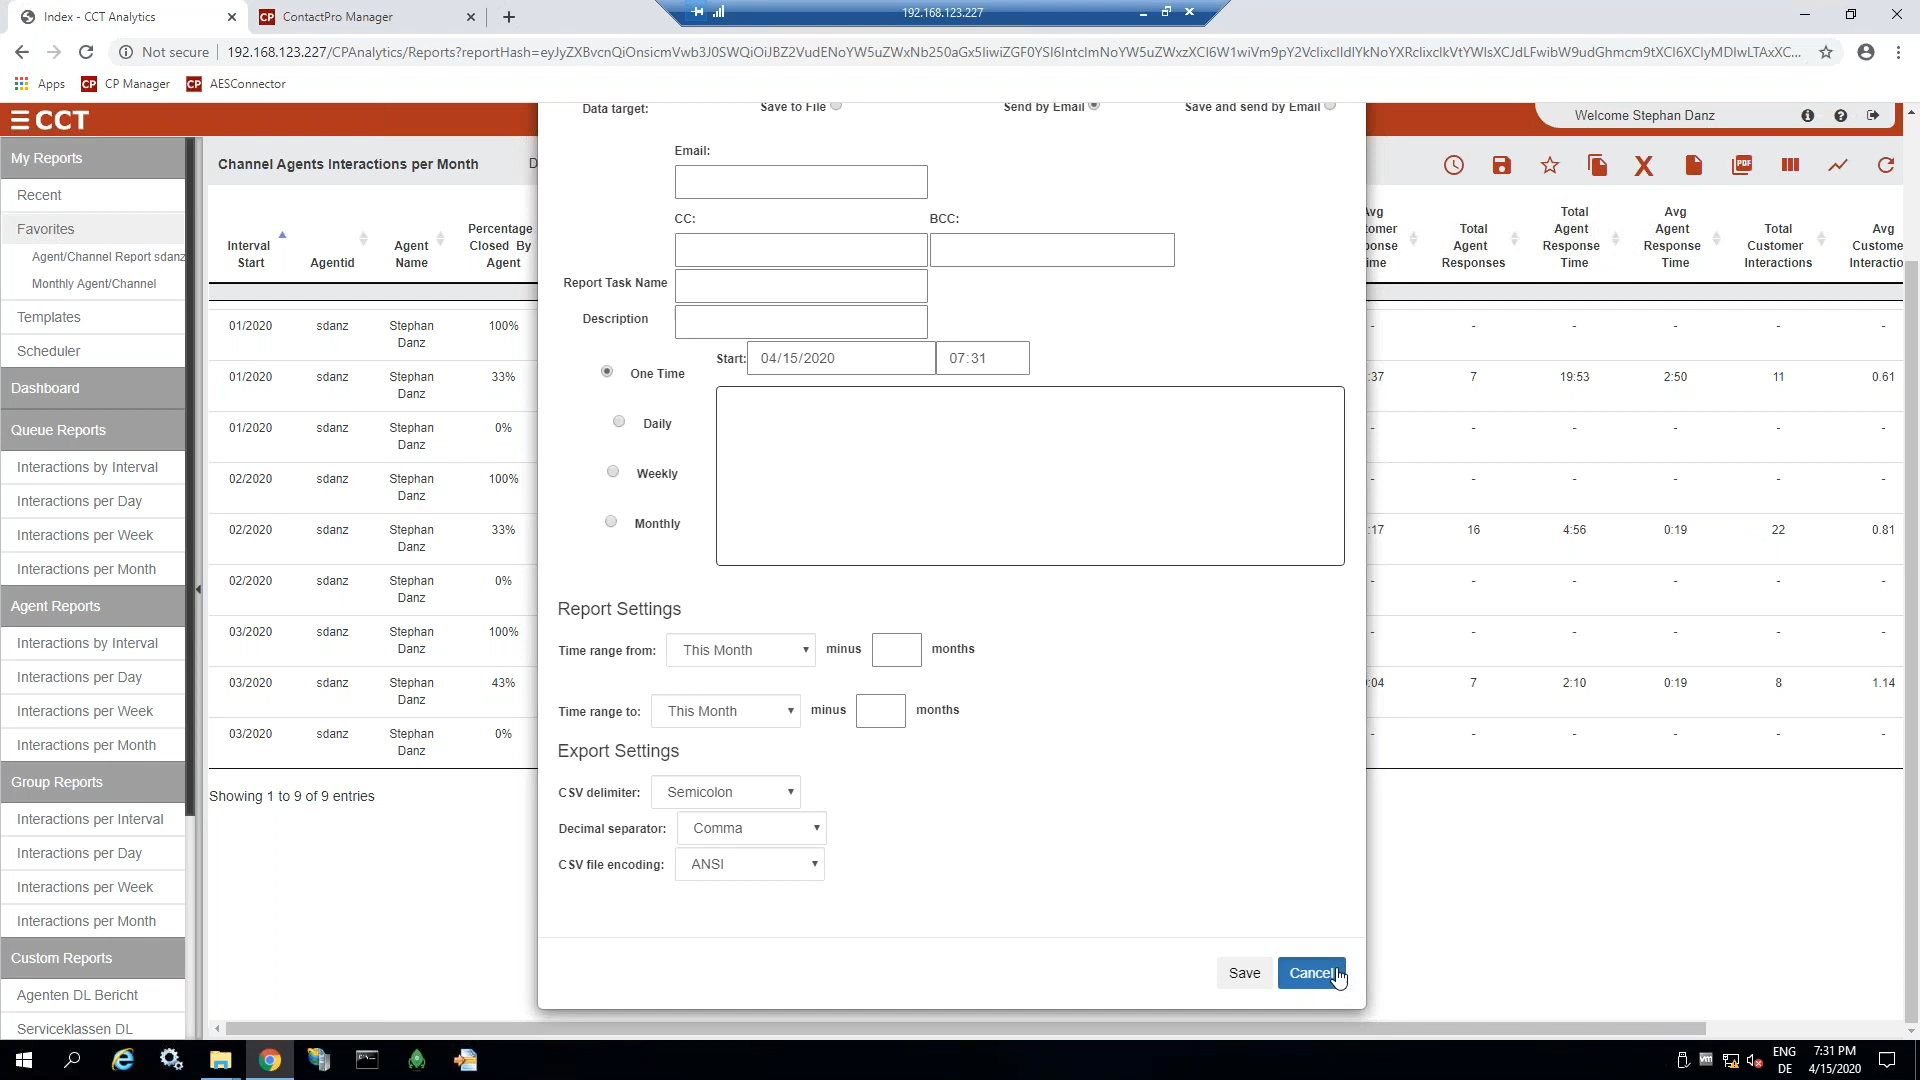 Index - CCT Analytics
ContactPro Manager
192.168.123.227
Not secure
192.168.123.227/CPAnalytics/Reports?reportHash=
Apps
CP Manager
AESConnector
CCT
Welcome Stephan Danz
My Reports
Recent
Favorites
Agent/Channel Report sdanz
Monthly Agent/Channel
Templates
Scheduler
Dashboard
Queue Reports
Interactions by Interval
Interactions per Day
Interactions per Week
Interactions per Month
Agent Reports
Interactions by Interval
Interactions per Day
Interactions per Week
Interactions per Month
Group Reports
Interactions per Interval
Interactions per Day
Interactions per Week
Interactions per Month
Custom Reports
Agenten DL Bericht
Serviceklassen DL
Channel Agents Interactions per Month
D
Interval Start
Agentid
Agent Name
Percentage Closed By Agent
01/2020 sdanz Stephan Danz 100%
01/2020 sdanz Stephan Danz 33%
01/2020 sdanz Stephan Danz 0%
02/2020 sdanz Stephan Danz 100%
02/2020 sdanz Stephan Danz 33%
02/2020 sdanz Stephan Danz 0%
03/2020 sdanz Stephan Danz 100%
03/2020 sdanz Stephan Danz 43%
03/2020 sdanz Stephan Danz 0%
Showing 1 to 9 of 9 entries
Data target:
Save to File
Send by Email
Save and send by Email
Email:
CC:
BCC:
Report Task Name
Description
Start: 04/15/2020 07:31
One Time
Daily
Weekly
Monthly
Report Settings
Time range from: This Month minus months
Time range to: This Month minus months
Export Settings
CSV delimiter: Semicolon
Decimal separator: Comma
CSV file encoding: ANSI
Save
Cancel
PDF
Total Agent Responses
Total Agent Response Time
Avg Agent Response Time
Total Customer Interactions
Avg Custome Interactio
- - - - - -
:37 7 19:53 2:50 11 0.61
- - - - - -
- - - - - -
:17 16 4:56 0:19 22 0.81
- - - - - -
- - - - - -
:04 7 2:10 0:19 8 1.14
- - - - - -
ENG
DE
7:31 PM
4/15/2020